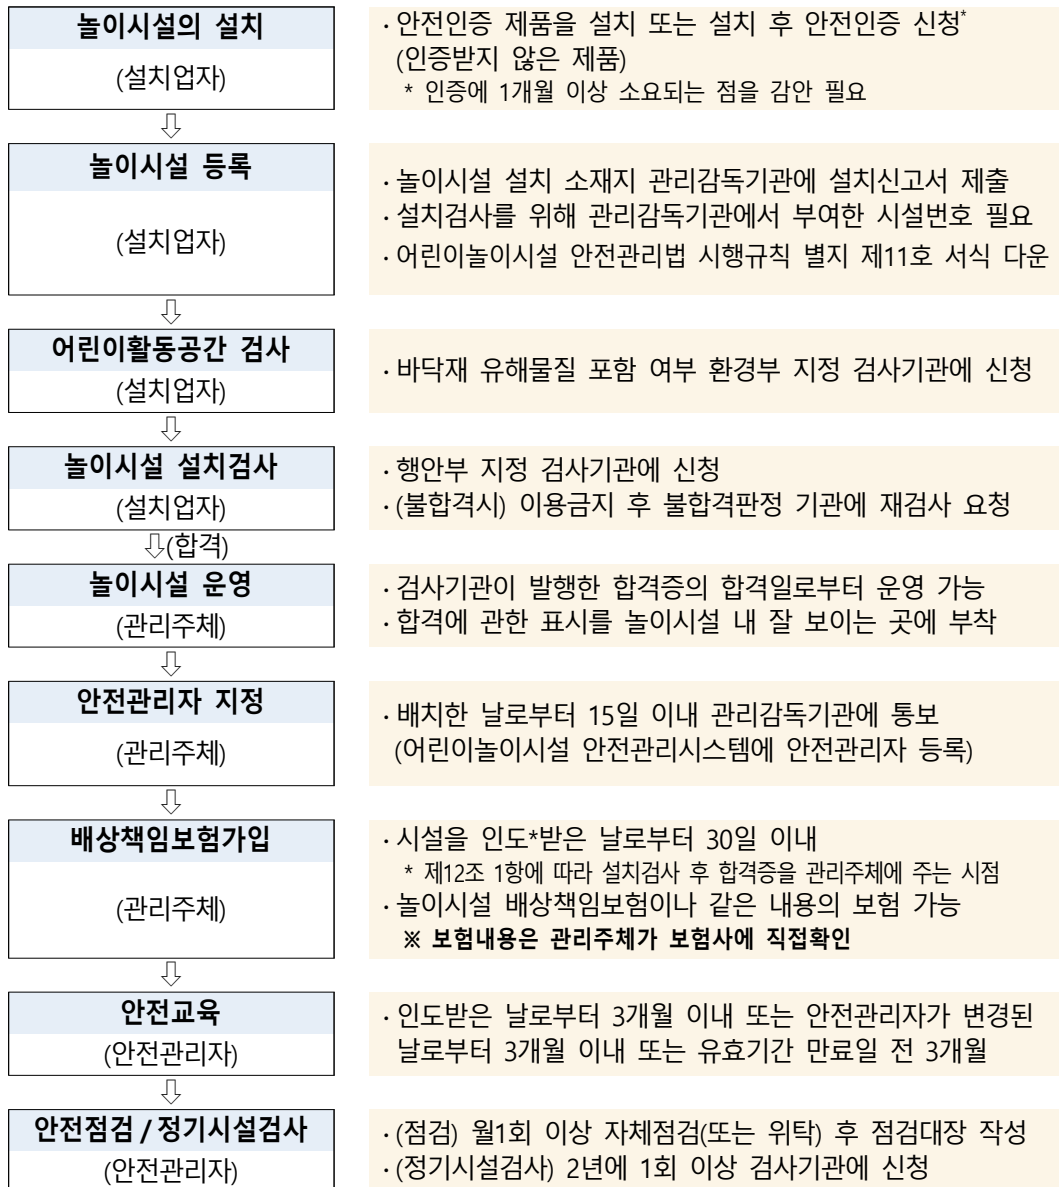 놀이시설의 설치
(설치업자)
· 안전인증 제품을 설치 또는 설치 후 안전인증 신청*
(인증받지 않은 제품)
* 인증에 1개월 이상 소요되는 점을 감안 필요
⇩
놀이시설 등록
(설치업자)
· 놀이시설 설치 소재지 관리감독기관에 설치신고서 제출
· 설치검사를 위해 관리감독기관에서 부여한 시설번호 필요
· 어린이놀이시설 안전관리법 시행규칙 별지 제11호 서식 다운
⇩
어린이활동공간 검사
(설치업자)
· 바닥재 유해물질 포함 여부 환경부 지정 검사기관에 신청
⇩
놀이시설 설치검사
(설치업자)
· 행안부 지정 검사기관에 신청
· (불합격시) 이용금지 후 불합격판정 기관에 재검사 요청
⇩(합격)
놀이시설 운영
(관리주체)
· 검사기관이 발행한 합격증의 합격일로부터 운영 가능
· 합격에 관한 표시를 놀이시설 내 잘 보이는 곳에 부착
⇩
안전관리자 지정
(관리주체)
· 배치한 날로부터 15일 이내 관리감독기관에 통보
(어린이놀이시설 안전관리시스템에 안전관리자 등록)
⇩
배상책임보험가입
(관리주체)
· 시설을 인도*받은 날로부터 30일 이내
* 제12조 1항에 따라 설치검사 후 합격증을 관리주체에 주는 시점
· 놀이시설 배상책임보험이나 같은 내용의 보험 가능
※ 보험내용은 관리주체가 보험사에 직접확인
⇩
안전교육
(안전관리자)
· 인도받은 날로부터 3개월 이내 또는 안전관리자가 변경된
날로부터 3개월 이내 또는 유효기간 만료일 전 3개월
⇩
안전점검 / 정기시설검사
(안전관리자)
· (점검) 월1회 이상 자체점검(또는 위탁) 후 점검대장 작성
· (정기시설검사) 2년에 1회 이상 검사기관에 신청